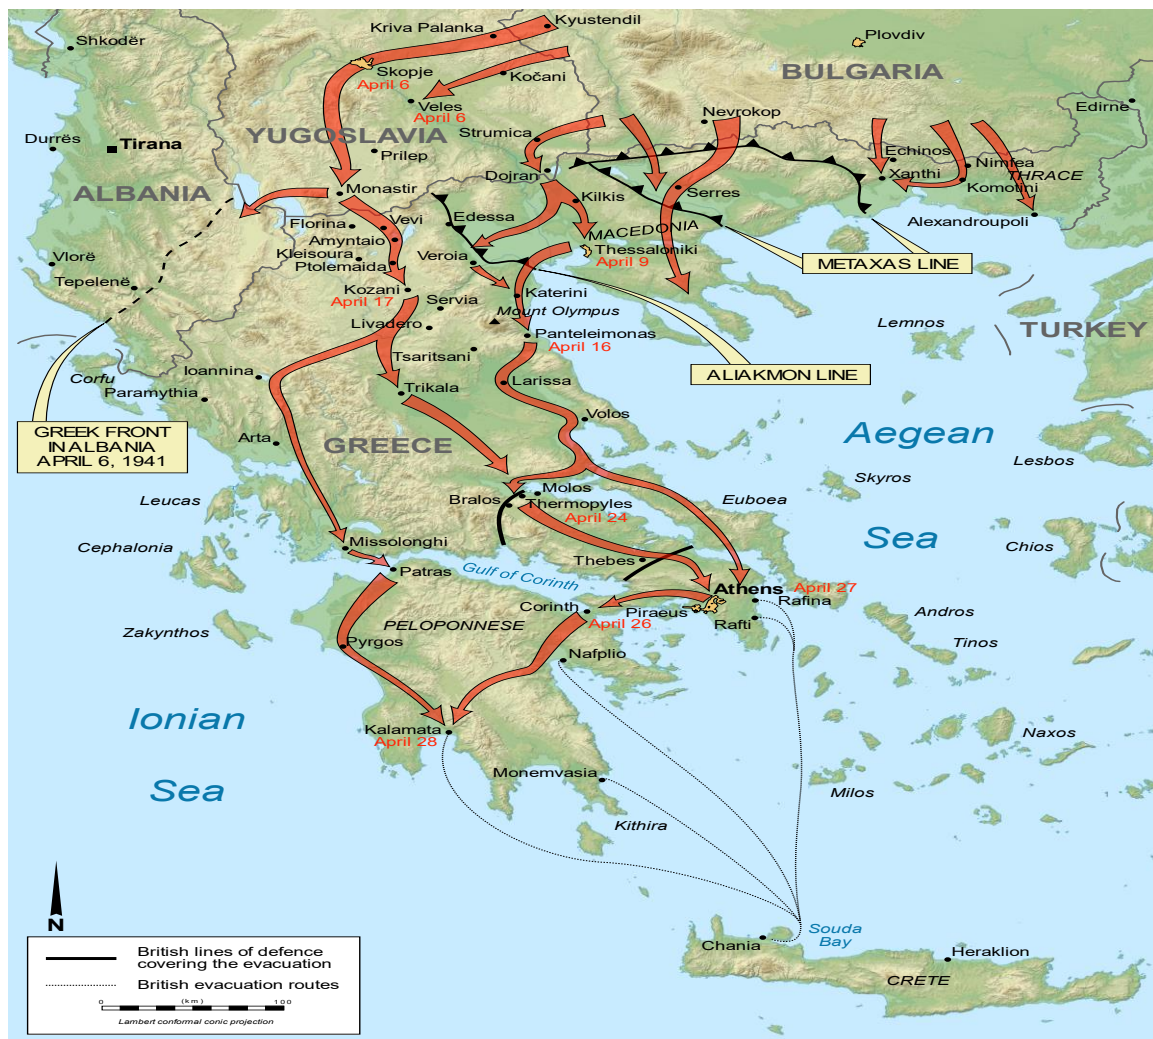 Kyustendil
Kriva Palanka
Plovdiv
Shkodër
Skopje
April 6
Kočani
BULGARIA
Veles
April 6
Nevrokop
Edirne
YUGOSLAVIA
Strumica
Durrës
Tirana
Prilep
Echinos
Nimfea
Dojran
Xanthi
THRACE
Komotini
ALBANIA
Monastir
Serres
Kilkis
Alexandroupoli
Florina
Vevi
Edessa
MACEDONIA
Amyntaio
Kleisoura
Ptolemaida
Veroia
Thessaloniki
April 9
METAXAS LINE
Vlorë
Tepelenë
Kozani
April 17
Servia
Katerini
Mount Olympus
Livadero
Panteleimonas
April 16
Lemnos
TURKEY
Tsaritsani
Corfu
Ioannina
Paramythia
Trikala
Larissa
ALIAKMON LINE
Volos
GREEK FRONT
IN ALBANIA
APRIL 6, 1941
Arta
GREECE
Aegean
Sea
Lesbos
Skyros
Leucas
Bralos
Molos
Thermopyles
April 24
Euboea
Cephalonia
Missolonghi
Chios
Patras
Gulf of Corinth
Thebes
Athens
April 27
Rafina
Corinth
April 26
Piraeus
Rafti
Andros
Tinos
Zakynthos
PELOPONNESE
Pyrgos
Nafplio
Ionian
Sea
Kalamata
April 28
Naxos
Monemvasia
Milos
Kithira
N
Souda
Bay
Chania
Heraklion
CRETE
British lines of defence
covering the evacuation
British evacuation routes
0 (km) 100
Lambert conformal conic projection